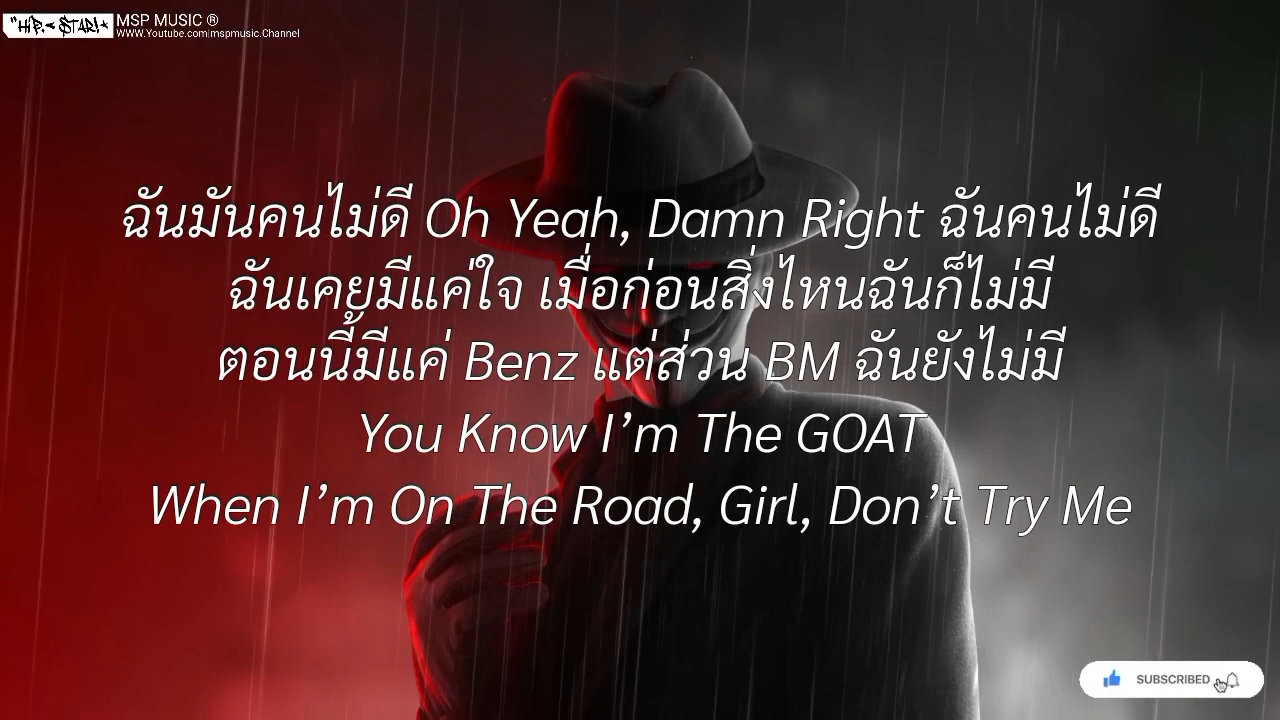 "HIP.- STAR!*
MSP MUSIC ®
WWW.Youtube.com|mspmusic.Channel
ฉันมันคนไม่ดี Oh Yeah, Damn Right ฉันคนไม่ดี
ฉันเคยมีแค่ใจ เมื่อก่อนสิ่งไหนฉันก็ไม่มี
ตอนนี้มีแค่ Benz แต่ส่วน BM ฉันยังไม่มี
You Know I’m The GOAT
When I’m On The Road, Girl, Don’t Try Me
SUBSCRIBED